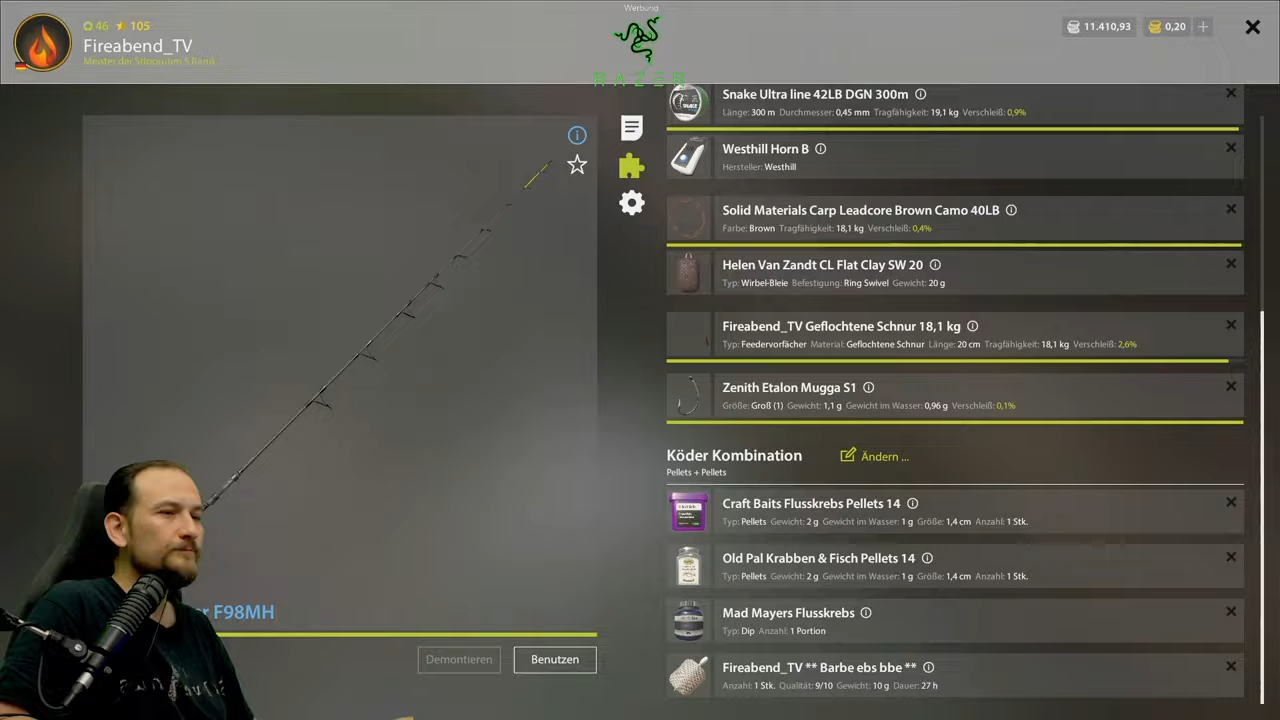 46 105
Fireabend_TV
Werbung
RAZER
11.410,93
0,20
Snake Ultra line 42LB DGN 300m
Länge: 300 m Durchmesser: 0,45 mm Tragfähigkeit: 19,1 kg Verschleiß: 0,9%
Westhill Horn B
Hersteller: Westhill
Solid Materials Carp Leadcore Brown Camo 40LB
Farbe: Brown Tragfähigkeit: 18,1 kg Verschleiß: 0,4%
Helen Van Zandt CL Flat Clay SW 20
Typ: Wirbel-Bleie Befestigung: Ring Swivel Gewicht: 20 g
Fireabend_TV Geflochtene Schnur 18,1 kg
Typ: Feedervorfächer Material: Geflochtene Schnur Länge: 20 cm Tragfähigkeit: 18,1 kg Verschleiß: 2,6%
Zenith Etalon Mugga S1
Größe: Groß (1) Gewicht: 1,1 g Gewicht im Wasser: 0,96 g Verschleiß: 0,1%
Köder Kombination
Ändern ...
Pellets + Pellets
Craft Baits Flusskrebs Pellets 14
Typ: Pellets Gewicht: 2 g Gewicht im Wasser: 1 g Größe: 1,4 cm Anzahl: 1 Stk.
Old Pal Krabben & Fisch Pellets 14
Typ: Pellets Gewicht: 2 g Gewicht im Wasser: 1 g Größe: 1,4 cm Anzahl: 1 Stk.
Mad Mayers Flusskrebs
Typ: Dip Anzahl: 1 Portion
Fireabend_TV ** Barbe ebs bbe **
Anzahl: 1 Stk. Qualität: 9/10 Gewicht: 10 g Dauer: 27 h
r F98MH
Demontieren
Benutzen